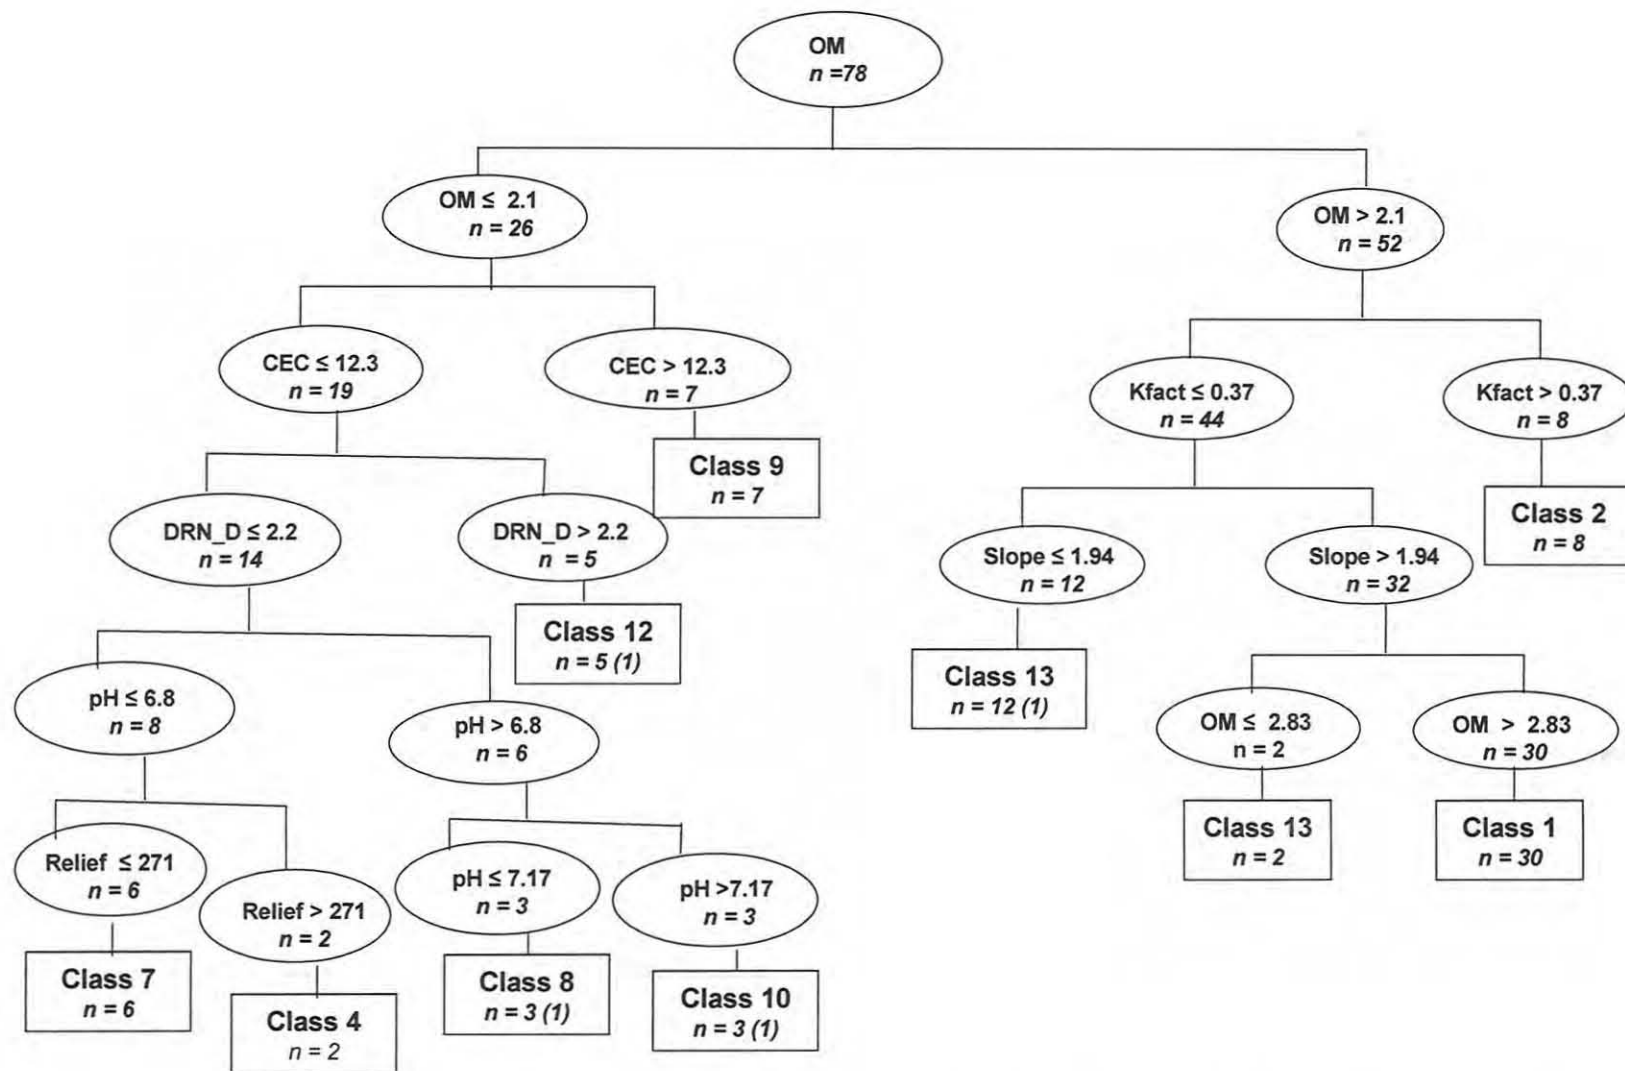 OM
n =78
OM ≤ 2.1
n = 26
OM > 2.1
n = 52
CEC ≤ 12.3
n = 19
CEC > 12.3
n = 7
Kfact ≤ 0.37
n = 44
Kfact > 0.37
n = 8
Class 9
n = 7
DRN_D ≤ 2.2
n = 14
DRN_D > 2.2
n = 5
Class 2
n = 8
Slope ≤ 1.94
n = 12
Slope > 1.94
n = 32
Class 12
n = 5 (1)
Class 13
n = 12 (1)
pH ≤ 6.8
n = 8
pH > 6.8
n = 6
OM ≤ 2.83
n = 2
OM > 2.83
n = 30
Class 13
n = 2
Class 1
n = 30
Relief ≤ 271
n = 6
Relief > 271
n = 2
pH ≤ 7.17
n = 3
pH >7.17
n = 3
Class 7
n = 6
Class 4
n = 2
Class 8
n = 3 (1)
Class 10
n = 3 (1)